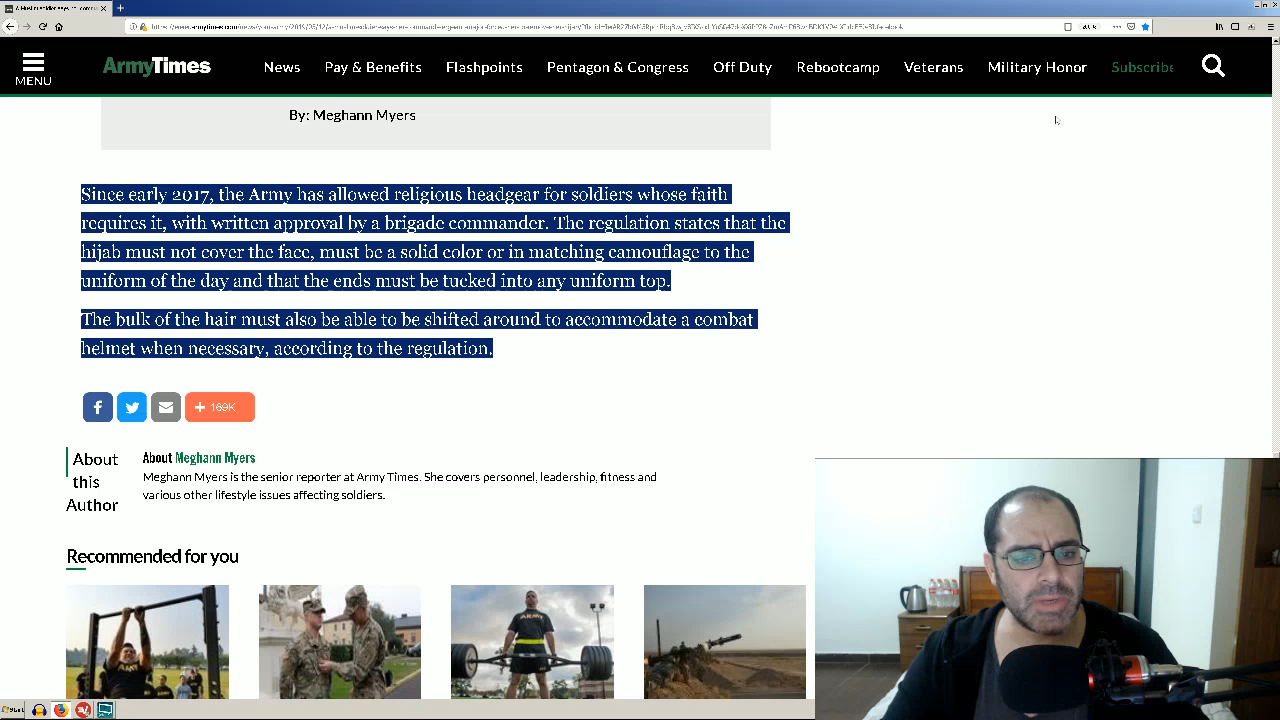 MENU
ArmyTimes
News
Pay & Benefits
Flashpoints
Pentagon & Congress
Off Duty
Rebootcamp
Veterans
Military Honor
Subscribe
By: Meghann Myers
Since early 2017, the Army has allowed religious headgear for soldiers whose faith
requires it, with written approval by a brigade commander. The regulation states that the
hijab must not cover the face, must be a solid color or in matching camouflage to the
uniform of the day and that the ends must be tucked into any uniform top.
The bulk of the hair must also be able to be shifted around to accommodate a combat
helmet when necessary, according to the regulation.
169K
About
this
Author
About Meghann Myers
Meghann Myers is the senior reporter at Army Times. She covers personnel, leadership, fitness and
various other lifestyle issues affecting soldiers.
Recommended for you
ARMY
Start